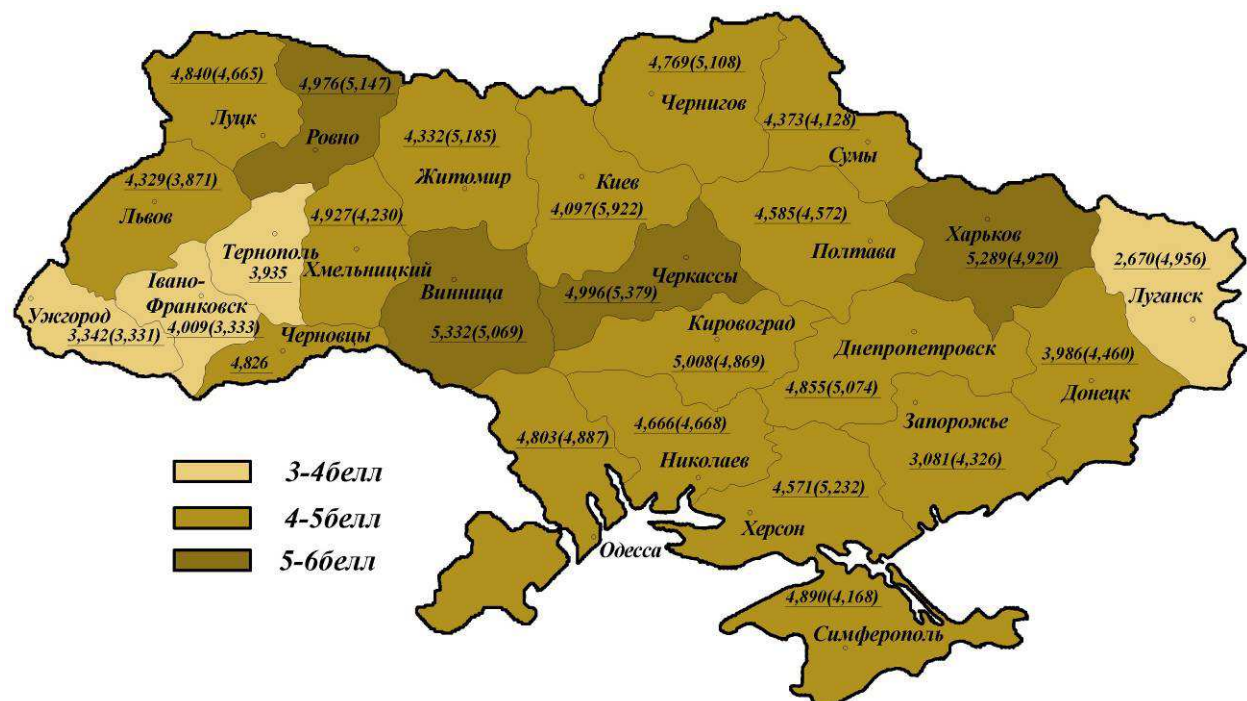 4,769(5,108)
Чернигов
4,840(4,665)
Луцк
4,976(5,147)
Ровно
4,332(5,185)
Житомир
4,373(4,128)
Сумы
Киев
4,097(5,922)
4,329(3,871)
Львов
4,927(4,230)
Хмельницкий
4,585(4,572)
Полтава
Харьков
5,289(4,920)
2,670(4,956)
Луганск
Тернополь
3,935
Черкассы
4,996(5,379)
Винница
5,332(5,069)
Івано-
Франковск
4,009(3,333)
Ужгород
3,342(3,331)
Черновцы
4,826
Кировоград
5,008(4,869)
Днепропетровск
4,855(5,074)
3,986(4,460)
Донецк
Запорожье
3,081(4,326)
4,803(4,887)
4,666(4,668)
Николаев
4,571(5,232)
Херсон
Одесса
4,890(4,168)
Симферополь
3-4белл
4-5белл
5-6белл